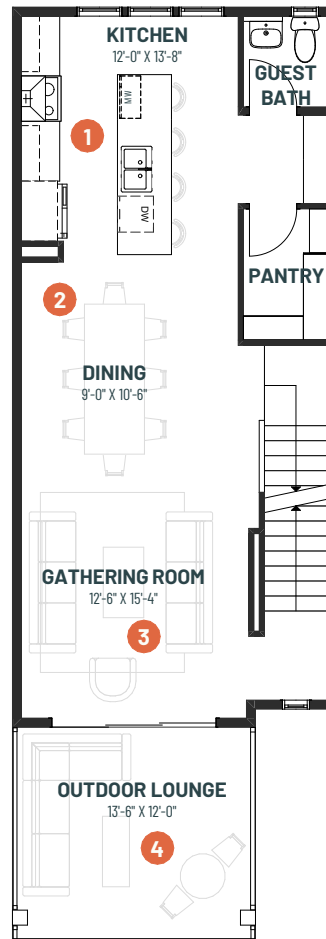 KITCHEN
12'-0" X 13'-8"
MW
GUEST
BATH
1
DW
PANTRY
2
DINING
9'-0" X 10'-6"
GATHERING ROOM
12'-6" X 15'-4"
3
OUTDOOR LOUNGE
13'-6" X 12'-0"
4